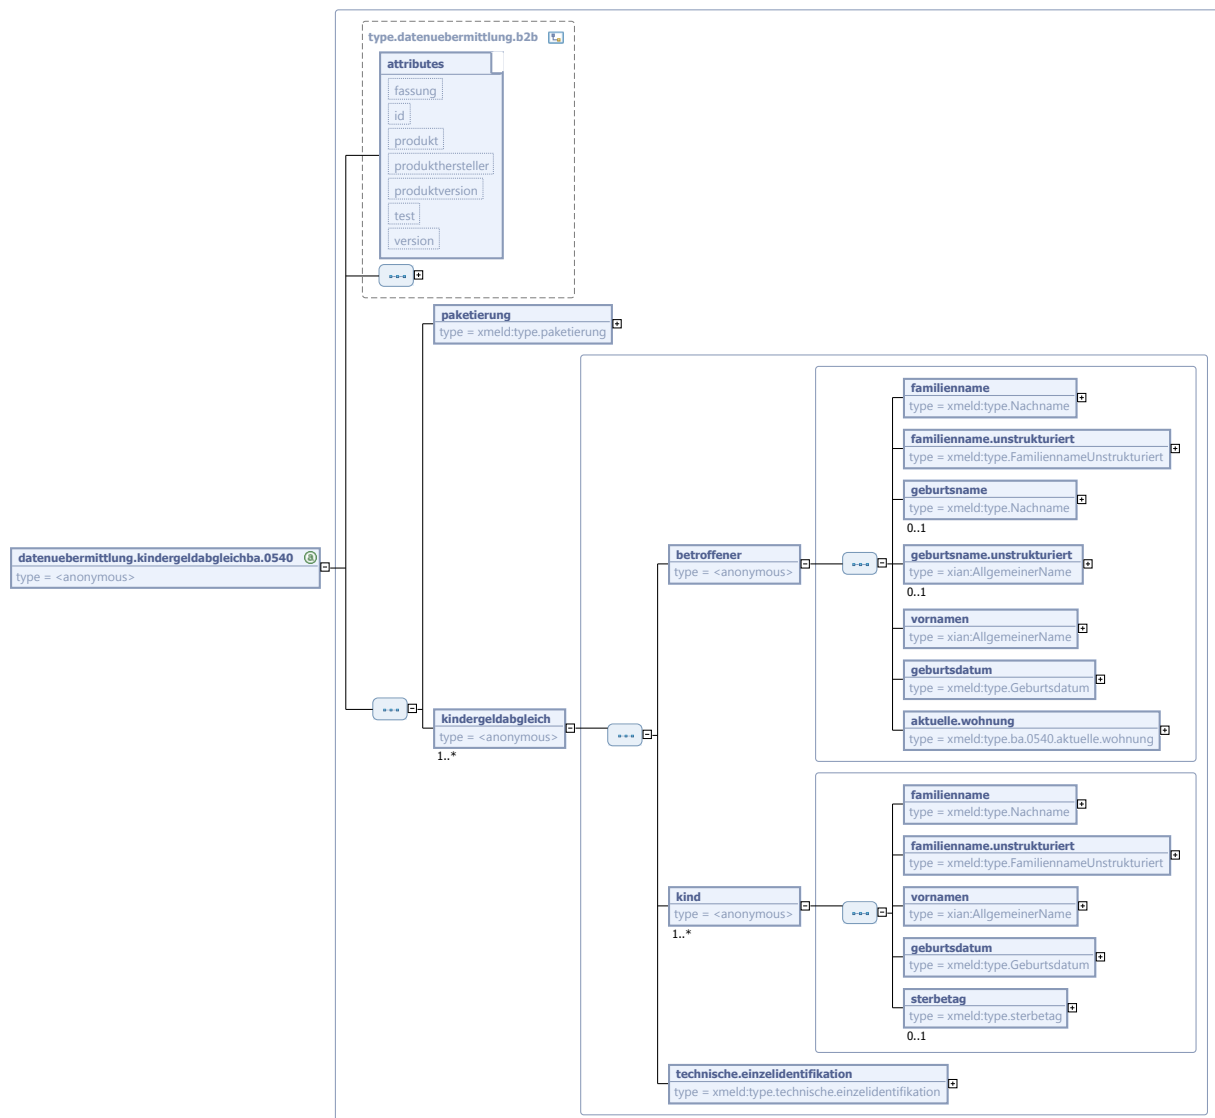 type.datenuebermittlung.b2b
attributes
fassung
id
produkt
produkthersteller
produktversion
test
version
paketierung
type = xmeld:type.paketierung
datenuebermittlung.kindergeldabgleichba.0540 a
type = <anonymous>
kindergeldabgleich
type = <anonymous>
1..*
betroffener
type = <anonymous>
familienname
type = xmeld:type.Nachname
familienname.unstrukturiert
type = xmeld:type.FamiliennameUnstrukturiert
geburtsname
type = xmeld:type.Nachname
0..1
geburtsname.unstrukturiert
type = xian:AllgemeinerName
0..1
vornamen
type = xian:AllgemeinerName
geburtsdatum
type = xmeld:type.Geburtsdatum
aktuelle.wohnung
type = xmeld:type.ba.0540.aktuelle.wohnung
kind
type = <anonymous>
1..*
familienname
type = xmeld:type.Nachname
familienname.unstrukturiert
type = xmeld:type.FamiliennameUnstrukturiert
vornamen
type = xian:AllgemeinerName
geburtsdatum
type = xmeld:type.Geburtsdatum
sterbetag
type = xmeld:type.sterbetag
0..1
technische.einzelidentifikation
type = xmeld:type.technische.einzelidentifikation